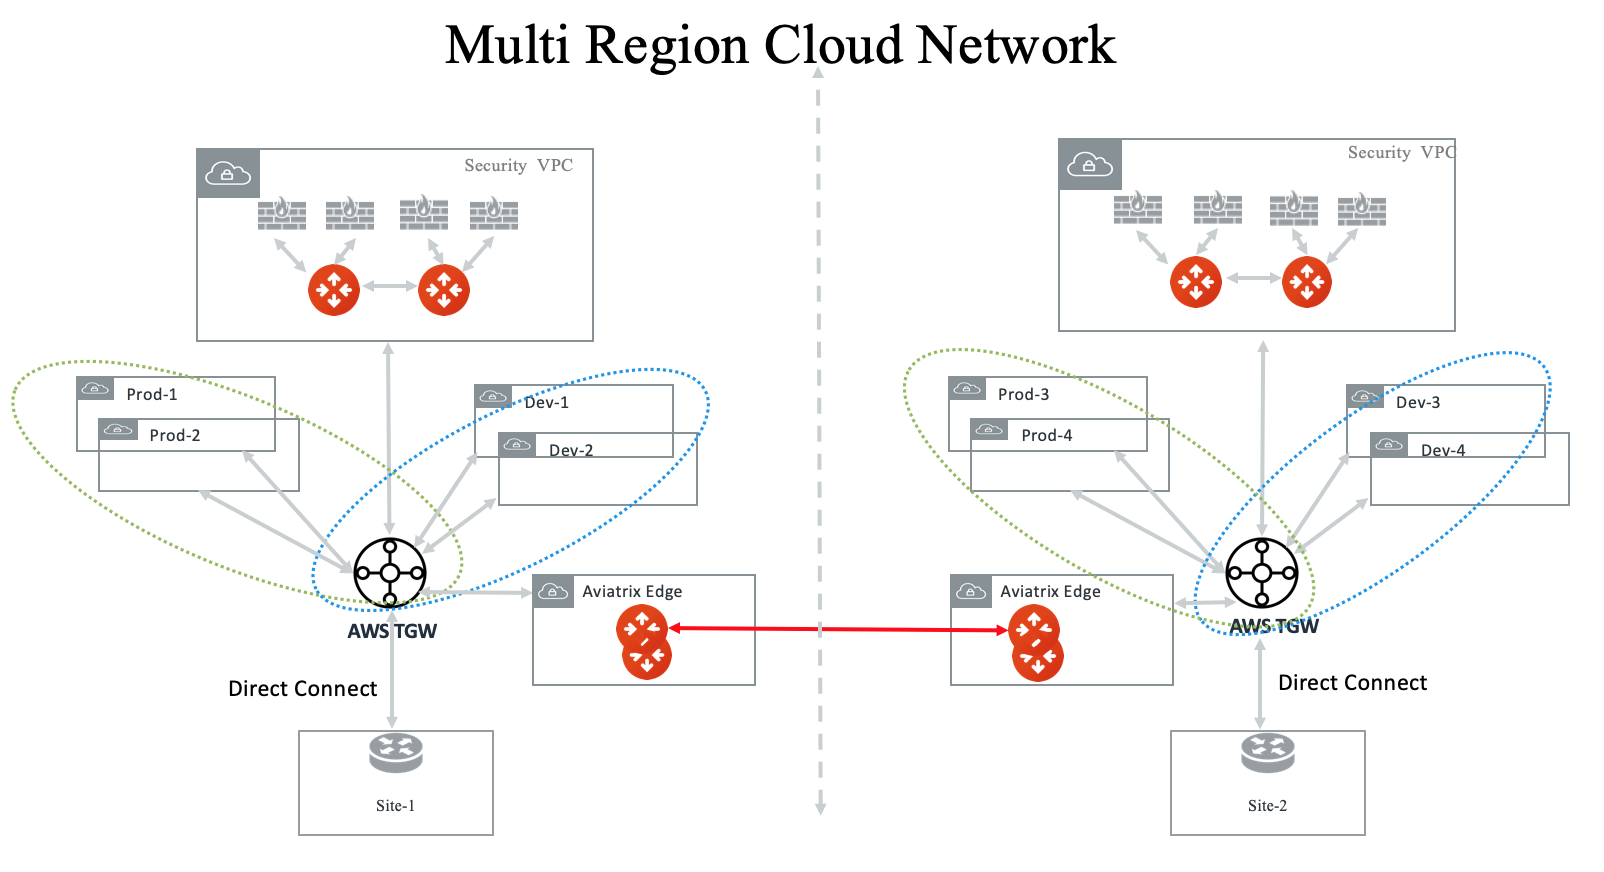 Multi Region Cloud Network
Security VPC
Security VPC
Prod-1
Prod-2
Dev-1
Dev-2
Prod-3
Prod-4
Dev-3
Dev-4
Aviatrix Edge
Aviatrix Edge
AWS TGW
AWS TGW
Direct Connect
Direct Connect
Site-1
Site-2